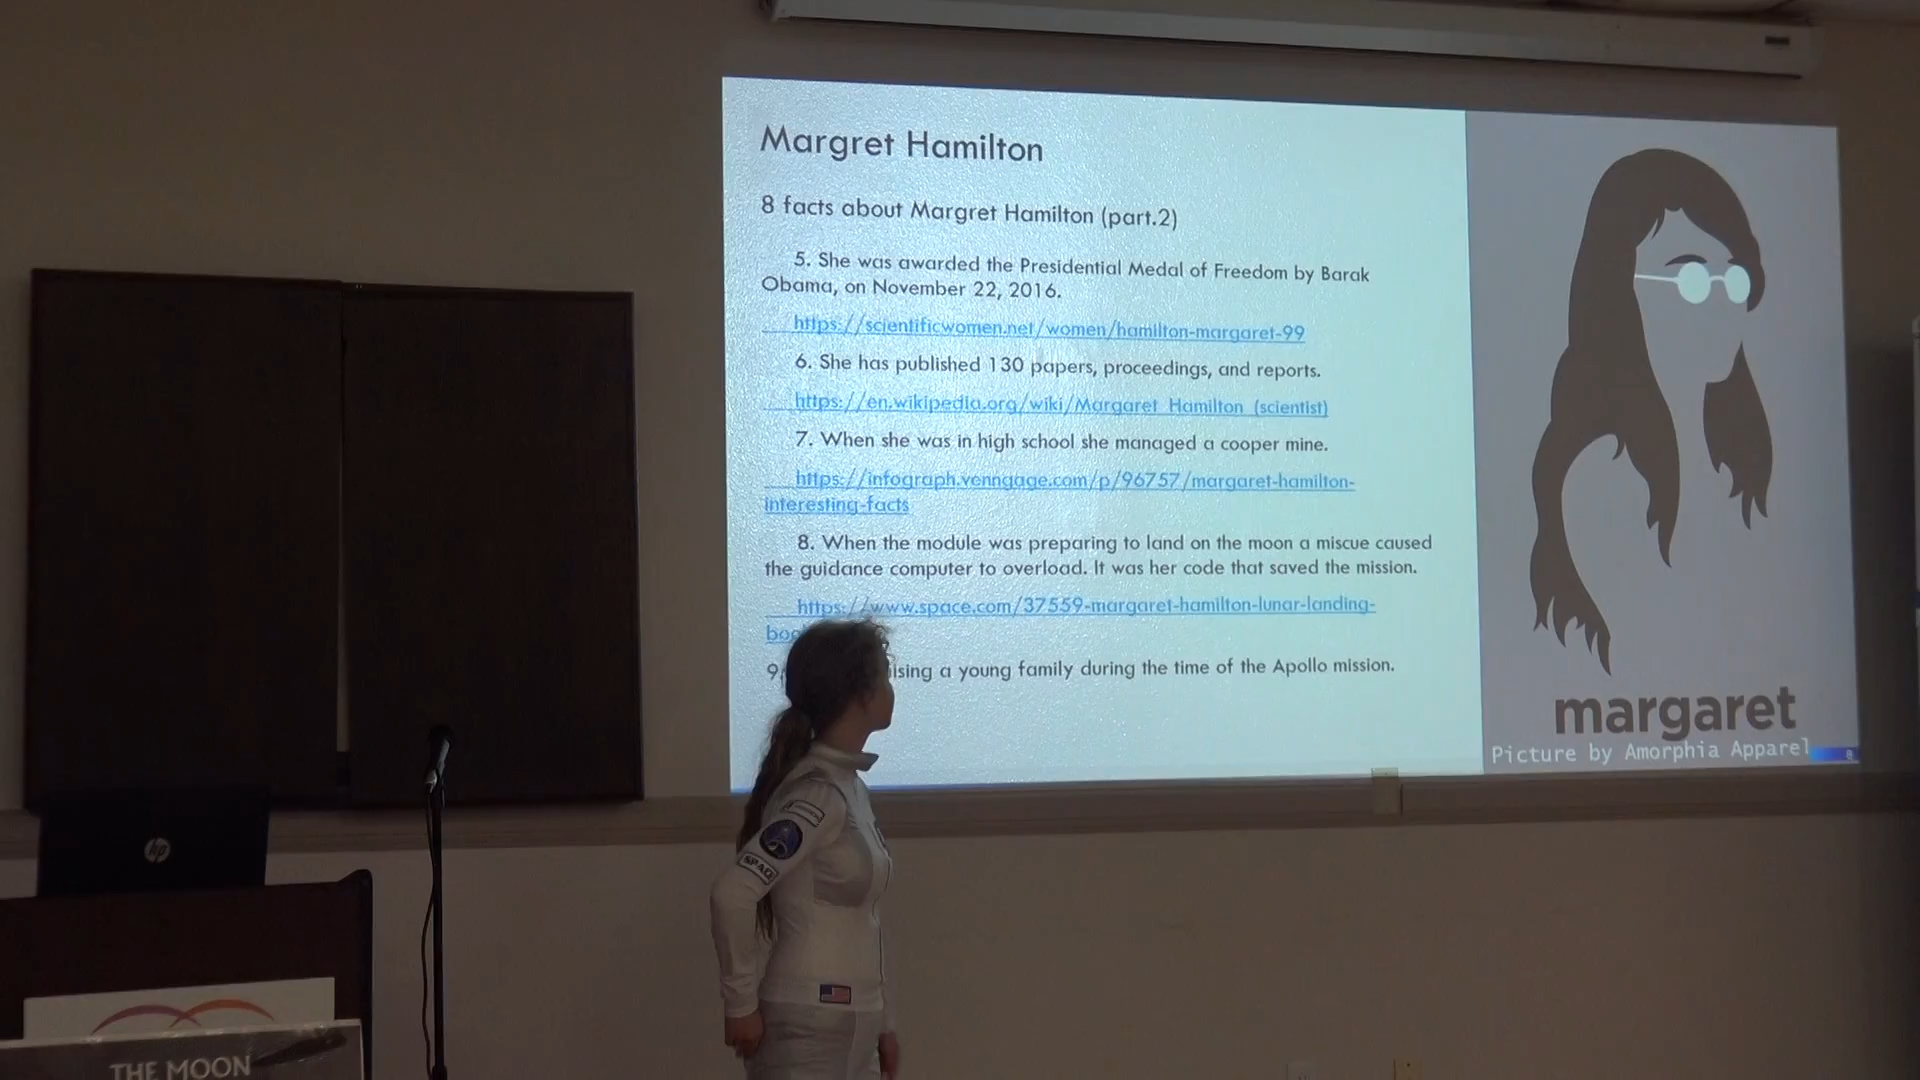 Margret Hamilton
8 facts about Margret Hamilton (part.2)
5. She was awarded the Presidential Medal of Freedom by Barak
Obama, on November 22, 2016.
https://scientificwomen.net/women/hamilton-margaret-99
6. She has published 130 papers, proceedings, and reports.
https://en.wikipedia.org/wiki/Margaret_Hamilton_(scientist)
7. When she was in high school she managed a cooper mine.
https://infograph.venngage.com/p/96757/margaret-hamilton-
interesting-facts
8. When the module was preparing to land on the moon a miscue caused
the guidance computer to overload. It was her code that saved the mission.
https://www.space.com/37559-margaret-hamilton-lunar-landing-
9. a young family during the time of the Apollo mission.
margaret
Picture by Amorphia Apparel
8
SPACE
hp
THE MOON